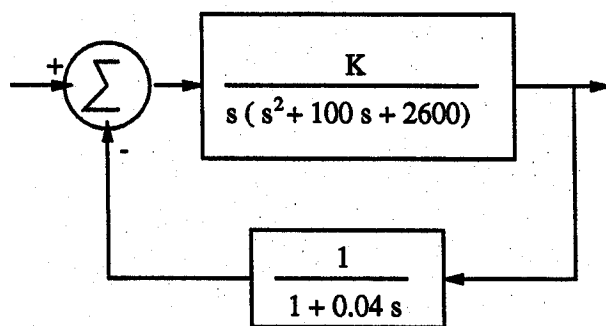 +
Σ
-
K
s ( s² + 100 s + 2600)
1
1 + 0.04 s